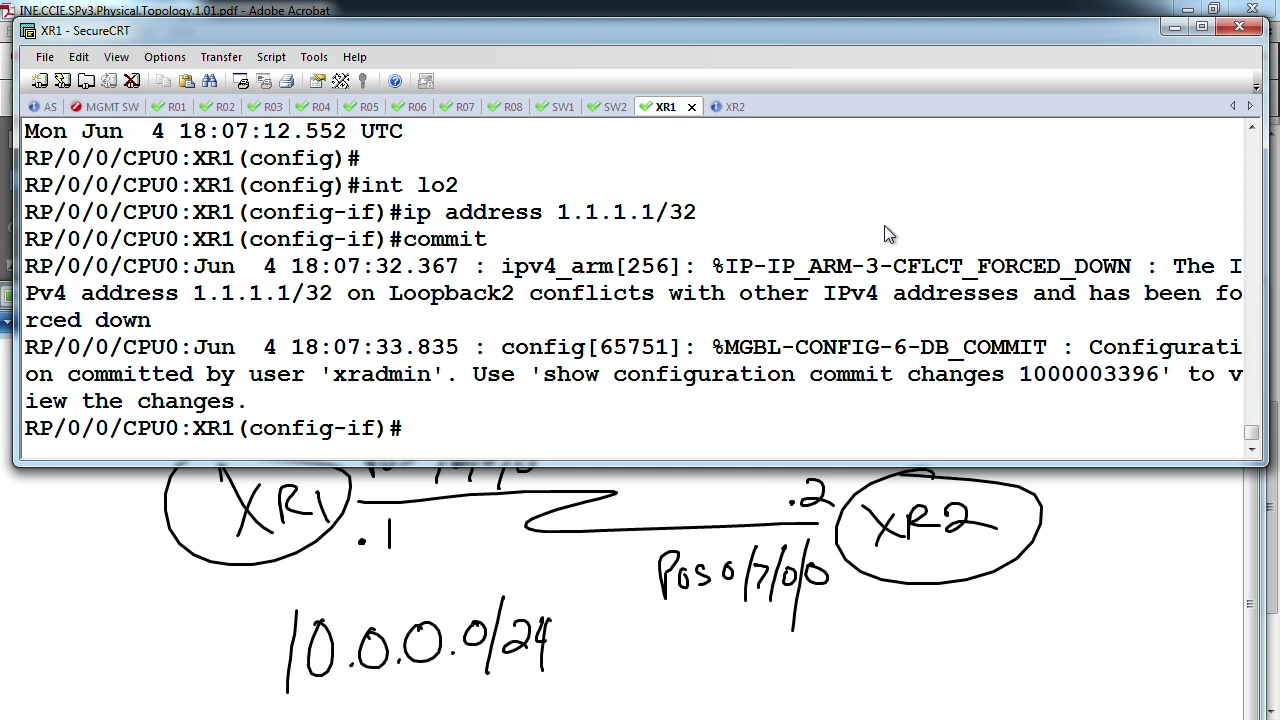 INE.CCIE.SPv3.Physical.Topology.1.01.pdf - Adobe Acrobat
XR1 - SecureCRT
File Edit View Options Transfer Script Tools Help
AS MGMT SW R01 R02 R03 R04 R05 R06 R07 R08 SW1 SW2 XR1 XR2
Mon Jun  4 18:07:12.552 UTC
RP/0/0/CPU0:XR1(config)#
RP/0/0/CPU0:XR1(config)#int lo2
RP/0/0/CPU0:XR1(config-if)#ip address 1.1.1.1/32
RP/0/0/CPU0:XR1(config-if)#commit
RP/0/0/CPU0:Jun  4 18:07:32.367 : ipv4_arm[256]: %IP-IP_ARM-3-CFLCT_FORCED_DOWN : The I
Pv4 address 1.1.1.1/32 on Loopback2 conflicts with other IPv4 addresses and has been fo
rced down
RP/0/0/CPU0:Jun  4 18:07:33.835 : config[65751]: %MGBL-CONFIG-6-DB_COMMIT : Configurati
on committed by user 'xradmin'. Use 'show configuration commit changes 1000003396' to v
iew the changes.
RP/0/0/CPU0:XR1(config-if)#
XR1 .1
.2 XR2
Pos 0/7/0/0
10.0.0.0/24